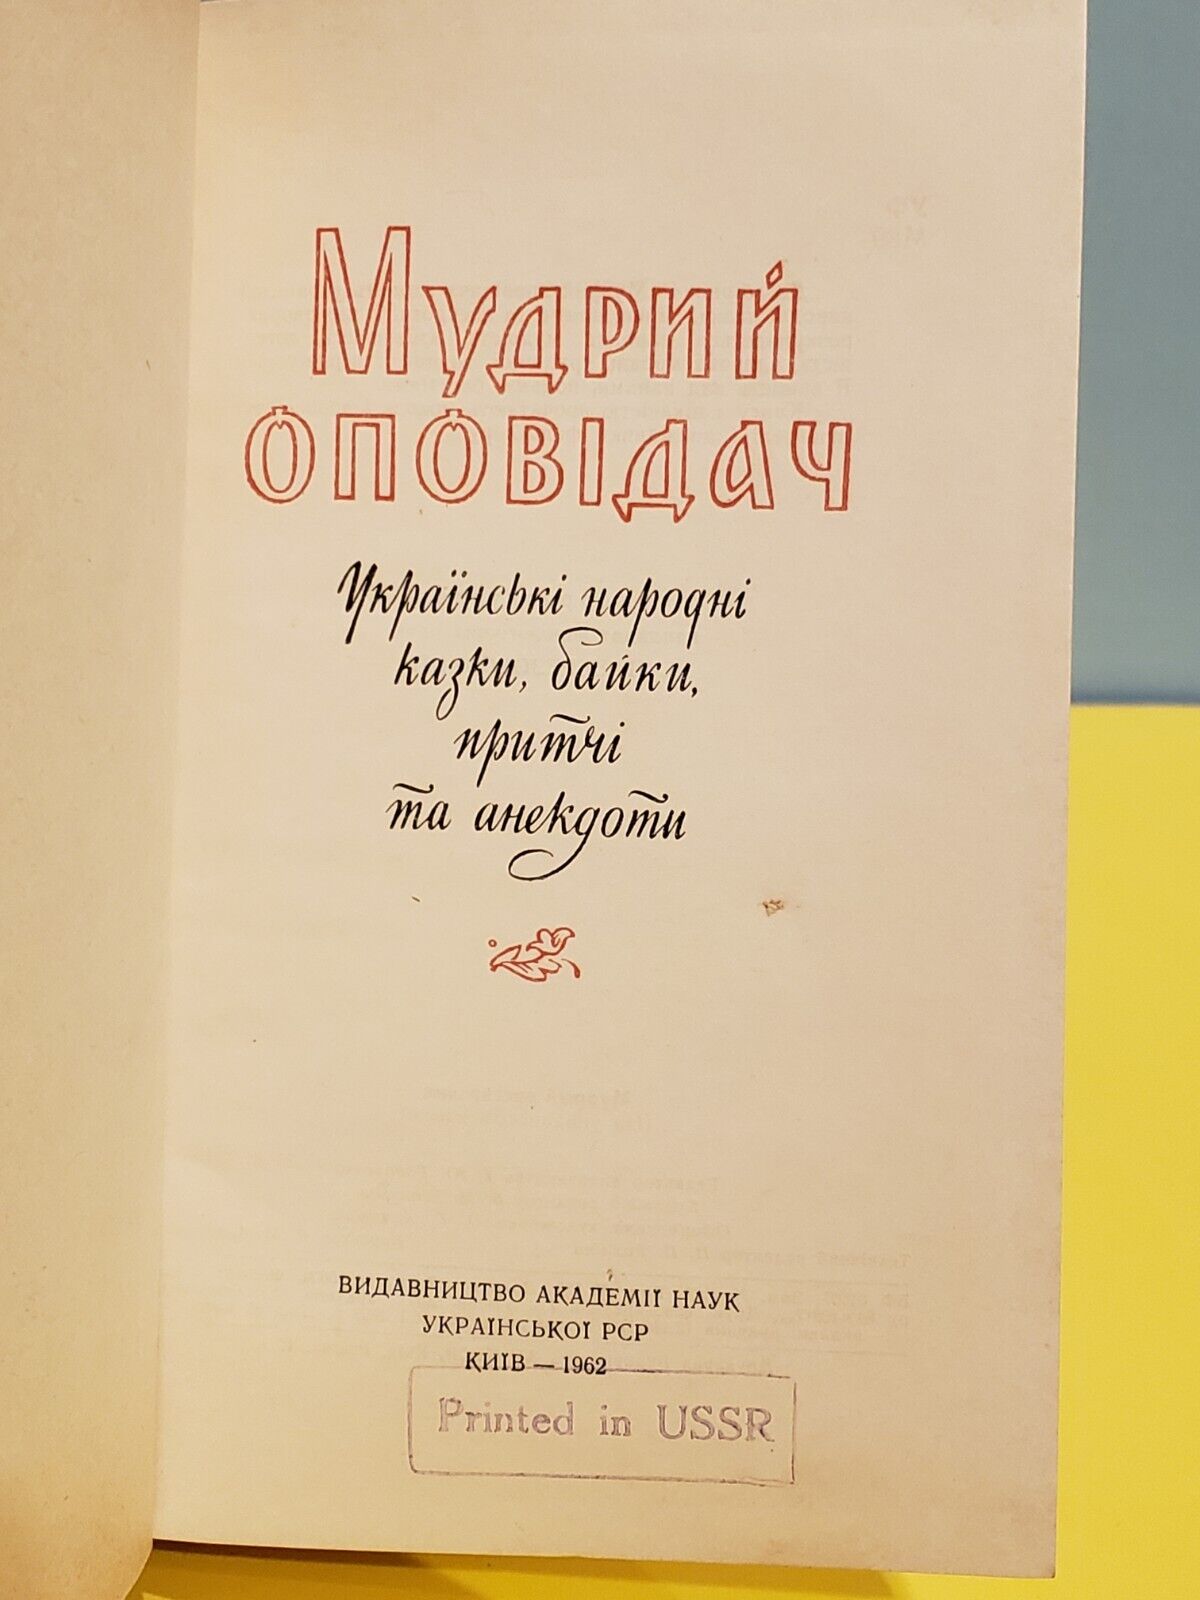 Мудрий
оповідач
Українські народні
казки, байки,
притчі
та анекдоти
ВИДАВНИЦТВО АКАДЕМІЇ НАУК
УКРАЇНСЬКОЇ РСР
КИЇВ — 1962
Printed in USSR